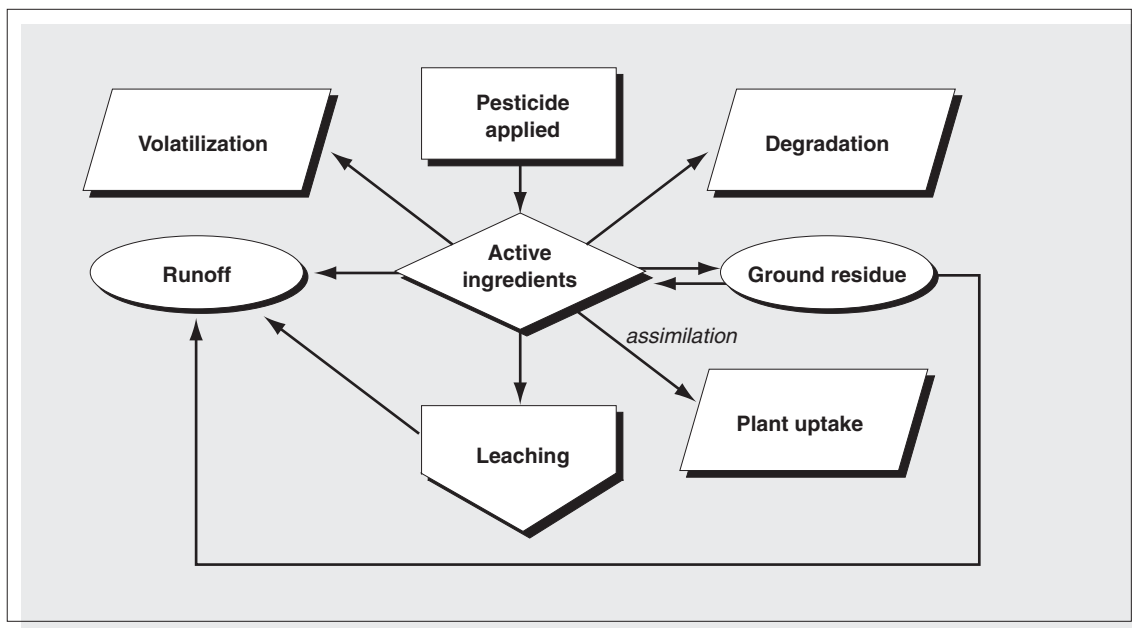 Pesticide
applied
Volatilization
Degradation
Active
ingredients
Runoff
Ground residue
assimilation
Plant uptake
Leaching